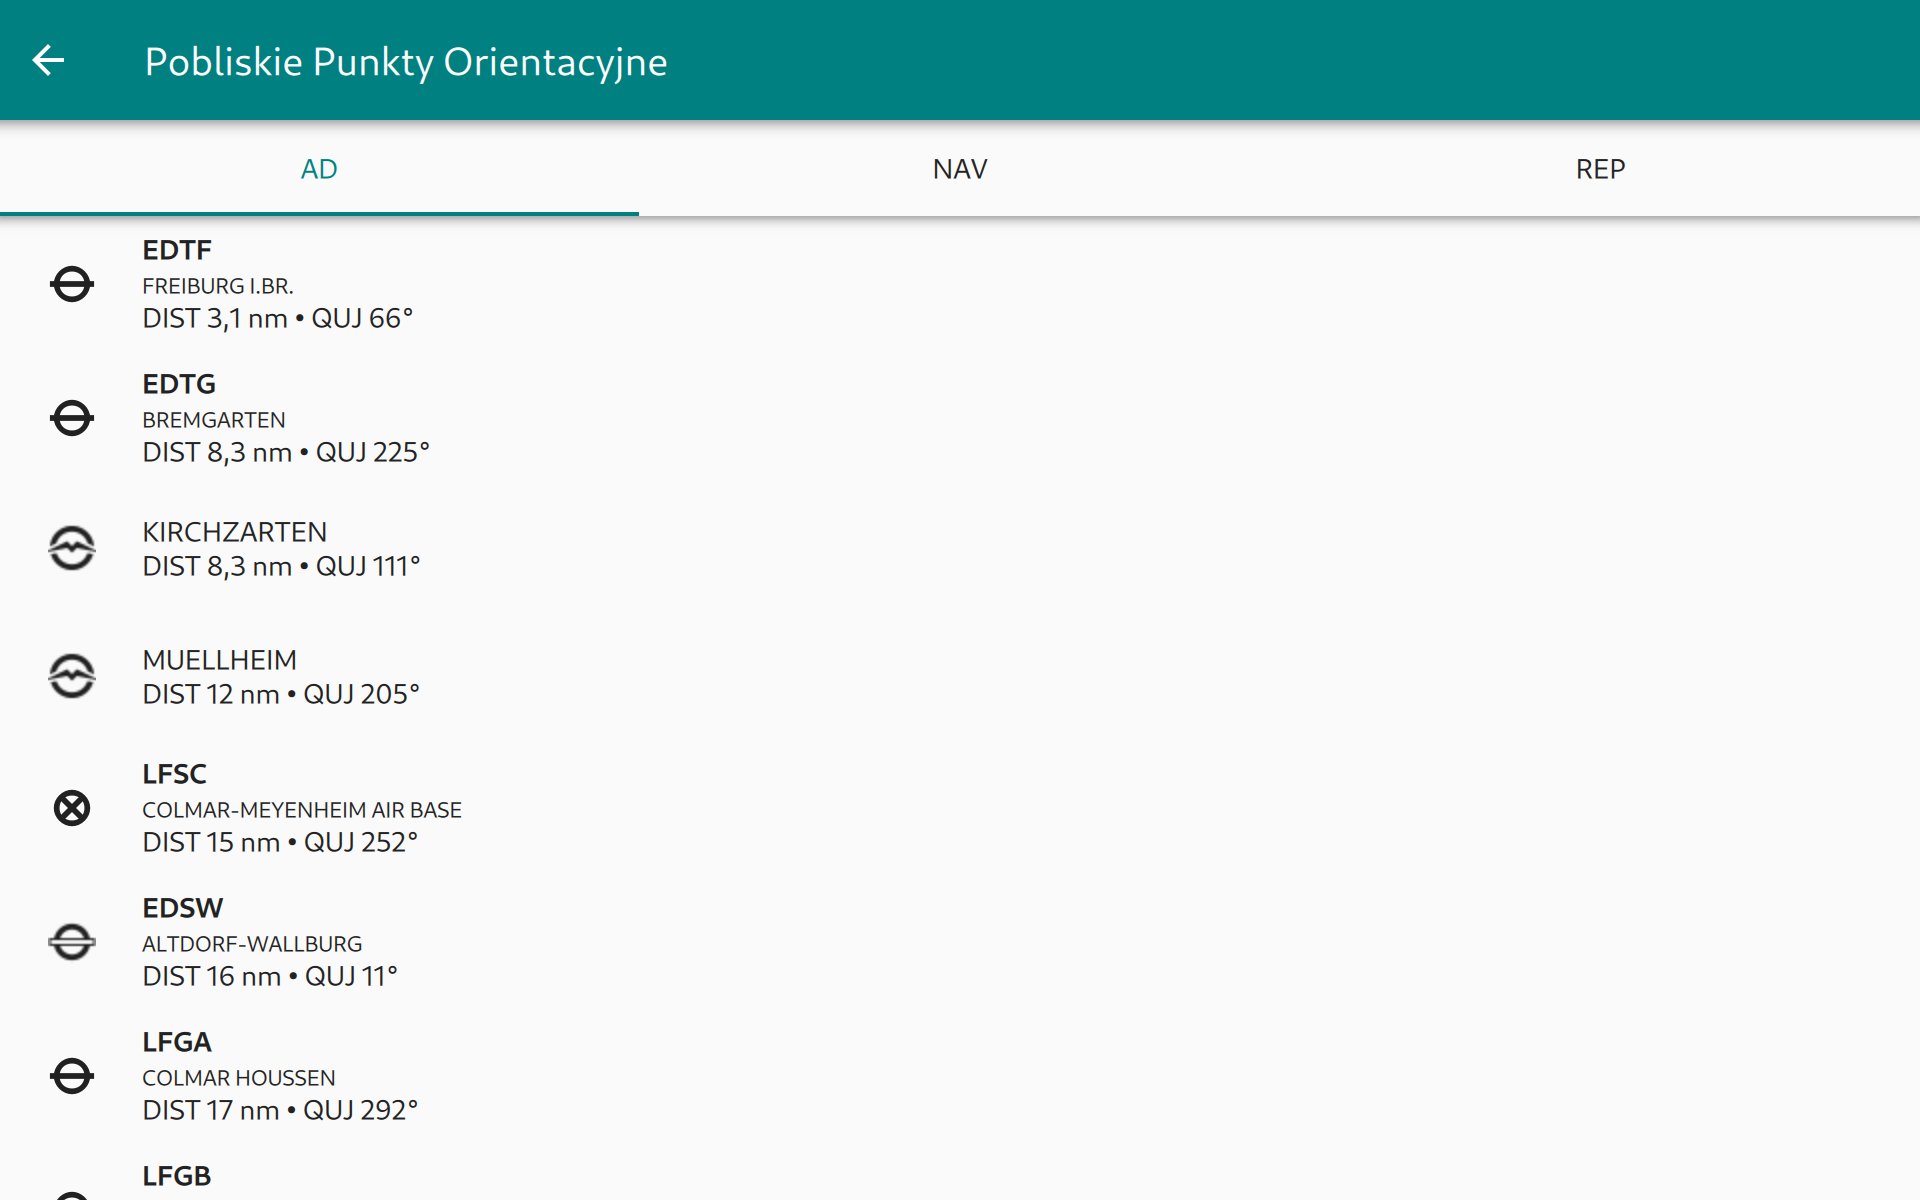 Pobliskie Punkty Orientacyjne
AD
NAV
REP
EDTF
FREIBURG I.BR.
DIST 3,1 nm • QUJ 66°
EDTG
BREMGARTEN
DIST 8,3 nm • QUJ 225°
KIRCHZARTEN
DIST 8,3 nm • QUJ 111°
MUELLHEIM
DIST 12 nm • QUJ 205°
LFSC
COLMAR-MEYENHEIM AIR BASE
DIST 15 nm • QUJ 252°
EDSW
ALTDORF-WALLBURG
DIST 16 nm • QUJ 11°
LFGA
COLMAR HOUSSEN
DIST 17 nm • QUJ 292°
LFGB